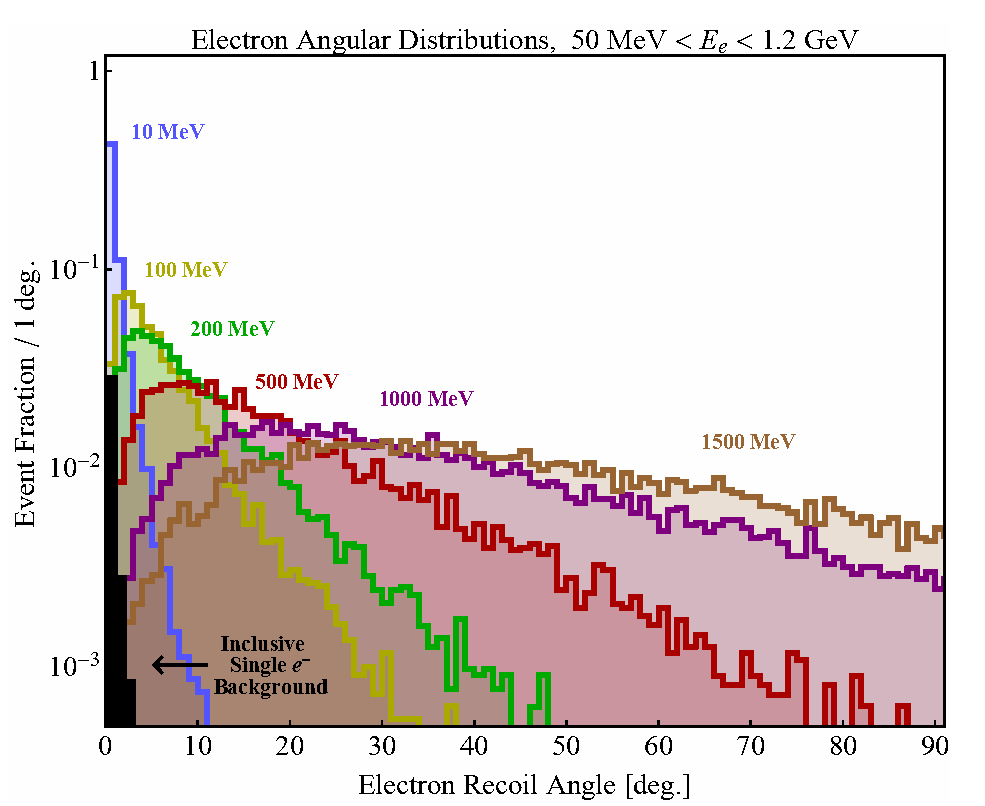 Electron Angular Distributions, 50 MeV < Eₑ < 1.2 GeV
1
10 MeV
10⁻¹
100 MeV
200 MeV
500 MeV
1000 MeV
1500 MeV
10⁻²
10⁻³
Inclusive
Single e⁻
Background
Event Fraction / 1 deg.
0 10 20 30 40 50 60 70 80 90
Electron Recoil Angle [deg.]